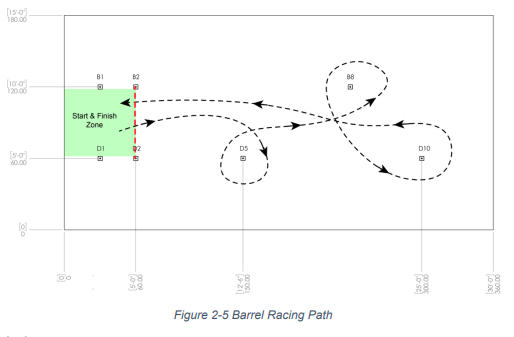 [15'-0"]
180.00
[10'-0"]
120.00
B1
B2
B8
Start & Finish
Zone
[5'-0"]
60.00
D1
D2
D5
D10
[0]
0
[0]
0
[5'-0"]
60.00
[12'-6"]
150.00
[25'-0"]
300.00
[30'-0"]
360.00
Figure 2-5 Barrel Racing Path